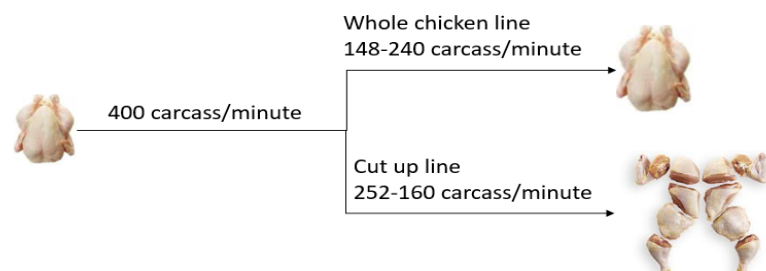 Whole chicken line
148-240 carcass/minute
400 carcass/minute
Cut up line
252-160 carcass/minute